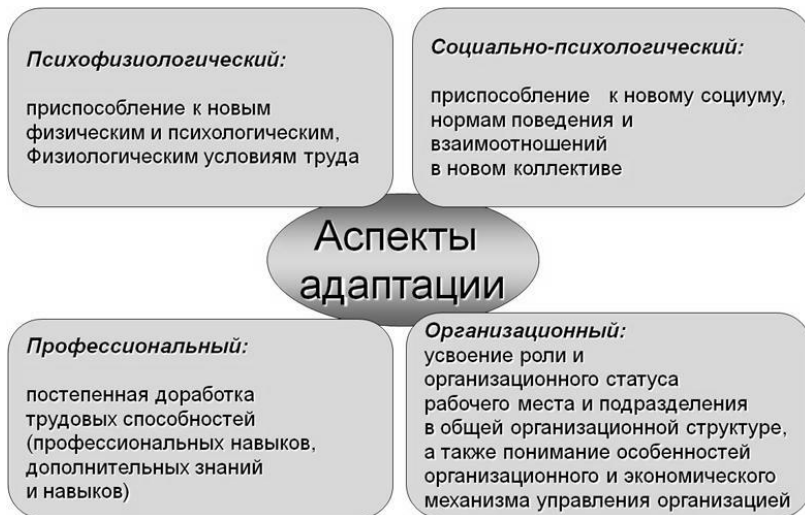 Психофизиологический:
приспособление к новым
физическим и психологическим,
Физиологическим условиям труда
Социально-психологический:
приспособление к новому социуму,
нормам поведения и
взаимоотношений
в новом коллективе
Аспекты
адаптации
Профессиональный:
постепенная доработка
трудовых способностей
(профессиональных навыков,
дополнительных знаний
и навыков)
Организационный:
усвоение роли и
организационного статуса
рабочего места и подразделения
в общей организационной структуре,
а также понимание особенностей
организационного и экономического
механизма управления организацией